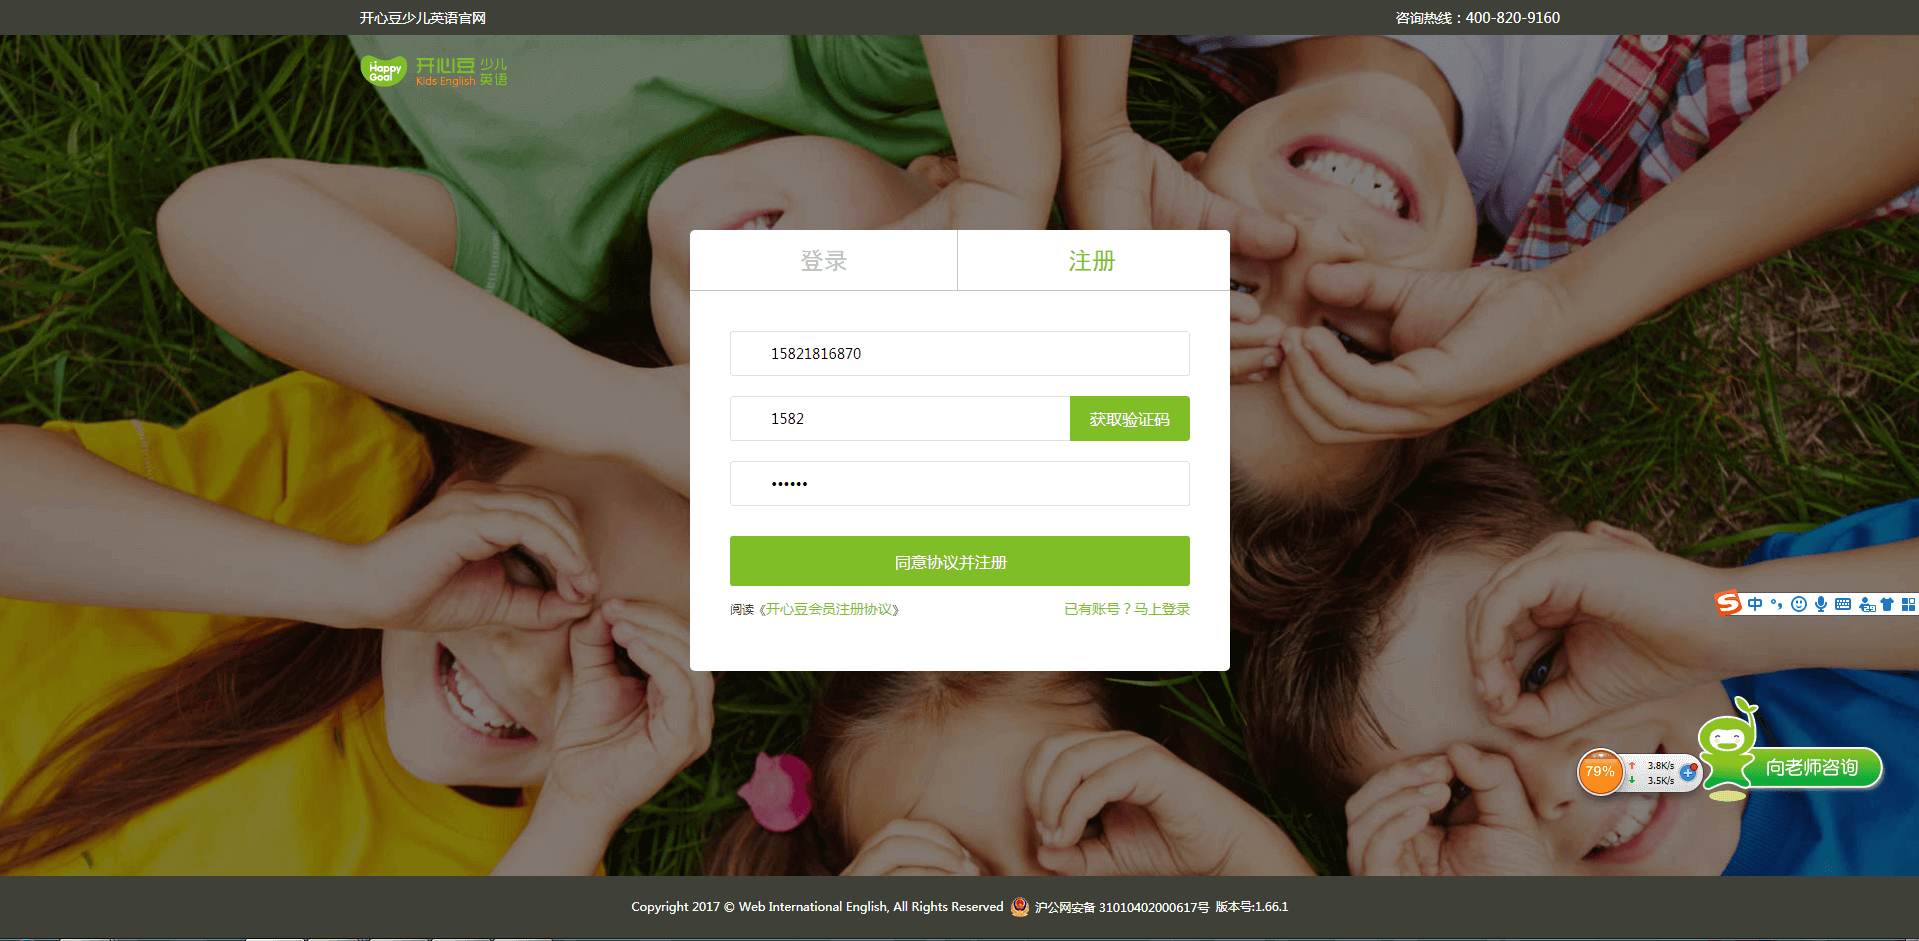 开心豆少儿英语官网
咨询热线：400-820-9160
Happy Goal
开心豆 少儿
Kids English 英语
登录
注册
15821816870
1582
获取验证码
••••••
同意协议并注册
阅读《开心豆会员注册协议》
已有账号？马上登录
中
79%
3.8K/s
3.5K/s
向老师咨询
Copyright 2017 © Web International English, All Rights Reserved 沪公网安备 31010402000617号 版本号:1.66.1